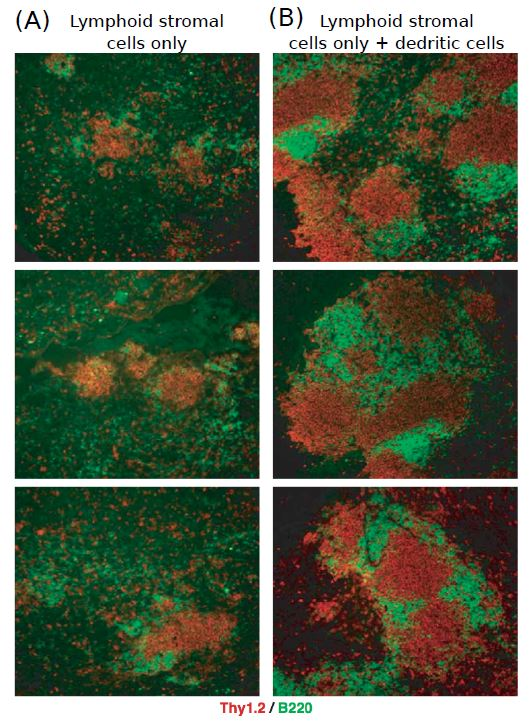 (A) Lymphoid stromal
cells only
(B) Lymphoid stromal
cells only + dedritic cells
Thy1.2 / B220